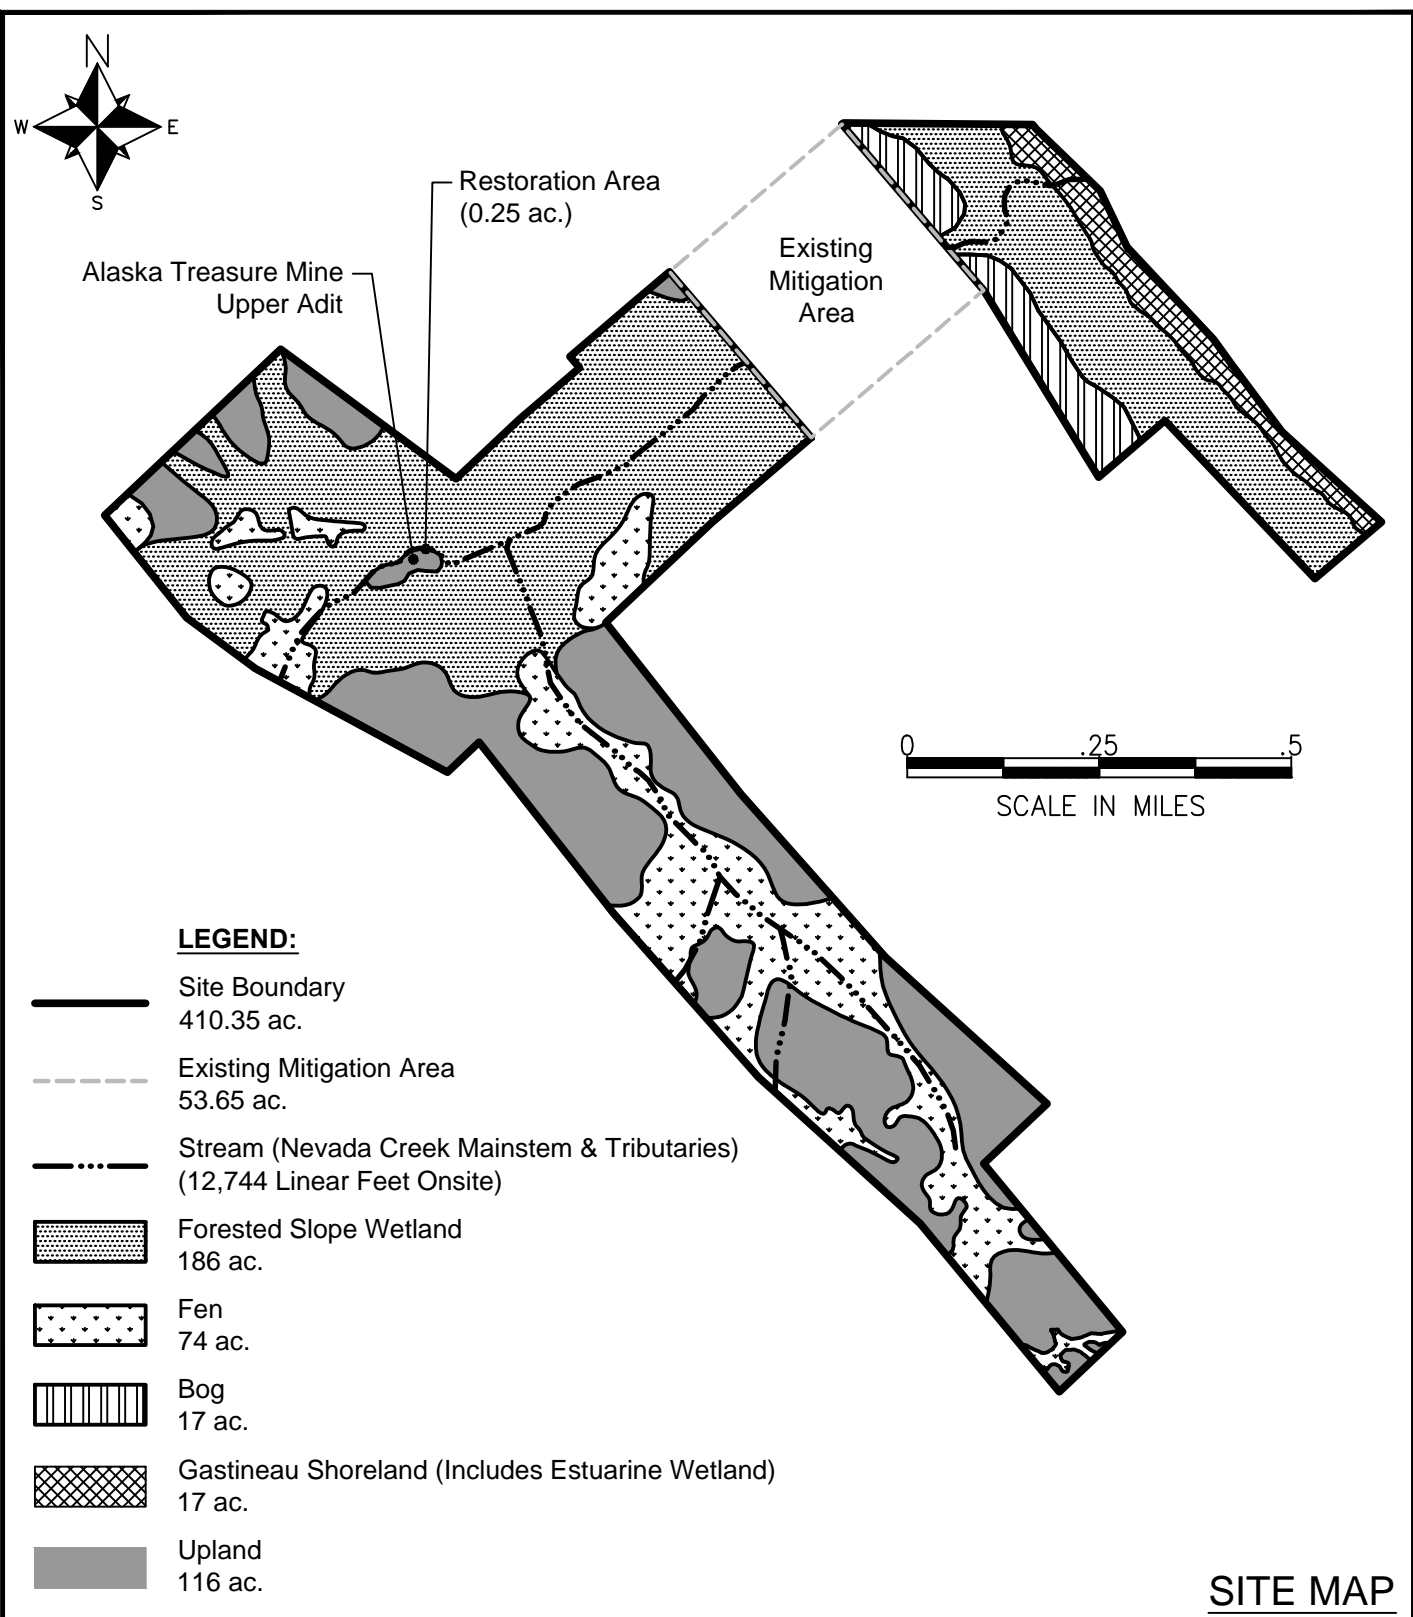 N
W
E
S
Restoration Area
(0.25 ac.)
Alaska Treasure Mine
Upper Adit
Existing
Mitigation
Area
0 .25 .5
SCALE IN MILES
LEGEND:
Site Boundary
410.35 ac.
Existing Mitigation Area
53.65 ac.
Stream (Nevada Creek Mainstem & Tributaries)
(12,744 Linear Feet Onsite)
Forested Slope Wetland
186 ac.
Fen
74 ac.
Bog
17 ac.
Gastineau Shoreland (Includes Estuarine Wetland)
17 ac.
Upland
116 ac.
SITE MAP